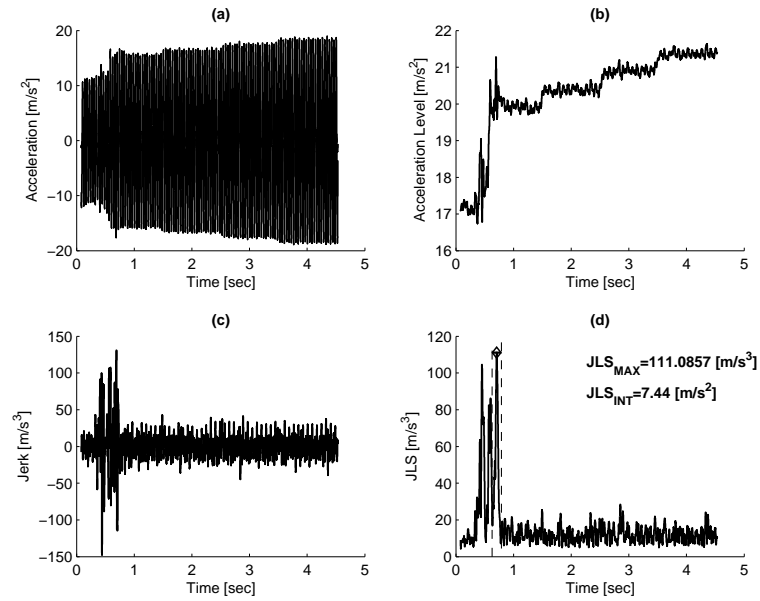 (a)
20
10
0
−10
−20
Acceleration [m/s²]
0 1 2 3 4 5
Time [sec]
(b)
22
21
20
19
18
17
16
Acceleration Level [m/s²]
0 1 2 3 4 5
Time [sec]
(c)
150
100
50
0
−50
−100
−150
Jerk [m/s³]
0 1 2 3 4 5
Time [sec]
(d)
120
100
80
60
40
20
0
JLS [m/s³]
JLS_MAX=111.0857 [m/s³]
JLS_INT=7.44 [m/s²]
0 1 2 3 4 5
Time [sec]